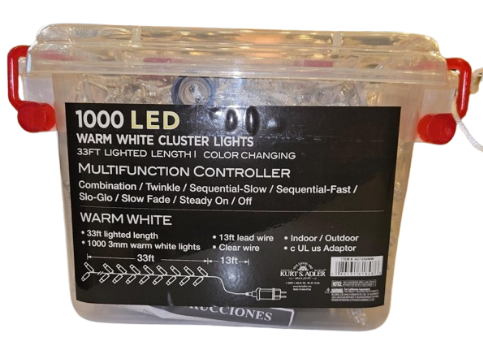 1000 LED
WARM WHITE CLUSTER LIGHTS
33FT LIGHTED LENGTH | COLOR CHANGING
MULTIFUNCTION CONTROLLER
Combination / Twinkle / Sequential-Slow / Sequential-Fast /
Slo-Glo / Slow Fade / Steady On / Off
WARM WHITE
• 33ft lighted length
• 1000 3mm warm white lights
• 13ft lead wire
• Clear wire
• Indoor / Outdoor
• c UL us Adaptor
33ft
13ft
KURT S. ADLER
RUCCIONES